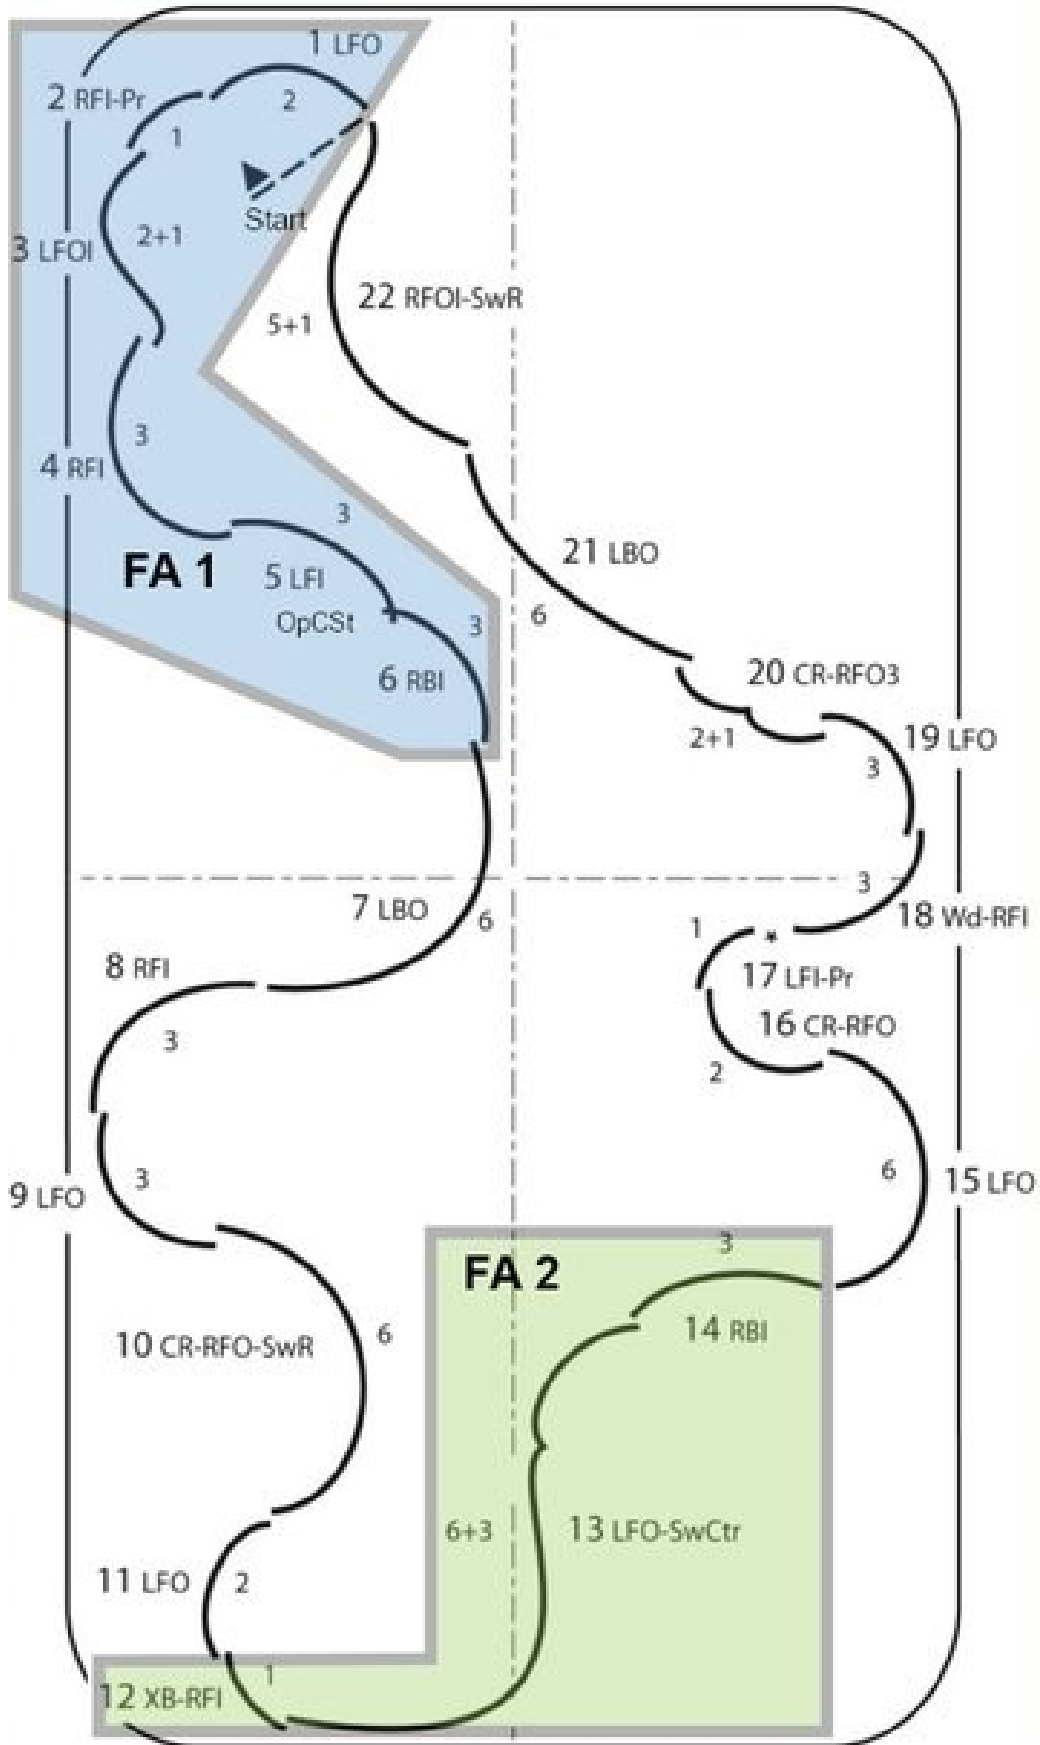 1 LFO
2 RFI-Pr
2
1
Start
3 LFOI
2+1
22 RFOI-SwR
5+1
3
4 RFI
3
21 LBO
FA 1
5 LFI
OpCSt
3
6
6 RBI
20 CR-RFO3
2+1
19 LFO
3
3
7 LBO
6
18 Wd-RFI
1
*
8 RFI
17 LFI-Pr
16 CR-RFO
3
2
9 LFO
3
6
15 LFO
3
FA 2
10 CR-RFO-SwR
6
14 RBI
6+3
13 LFO-SwCtr
11 LFO
2
1
12 XB-RFI